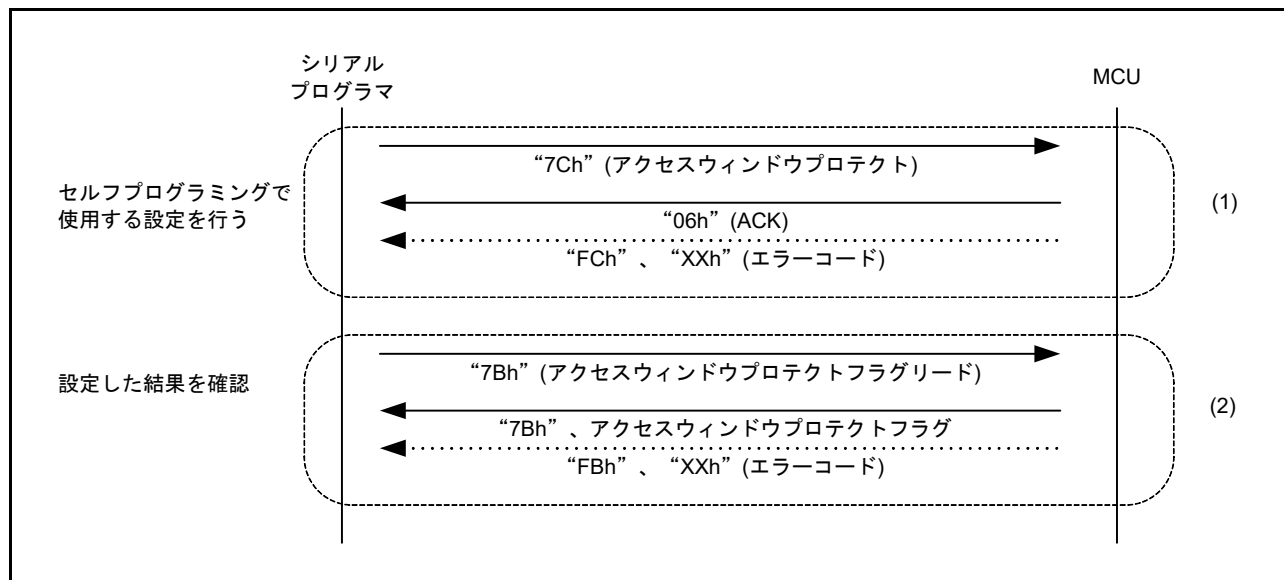 シリアル
プログラマ
MCU
“7Ch” (アクセスウィンドウプロテクト)
セルフプログラミングで
使用する設定を行う
“06h” (ACK)
(1)
“FCh” 、 “XXh” (エラーコード)
“7Bh” (アクセスウィンドウプロテクトフラグリード)
設定した結果を確認
“7Bh” 、アクセスウィンドウプロテクトフラグ
(2)
“FBh” 、 “XXh” (エラーコード)